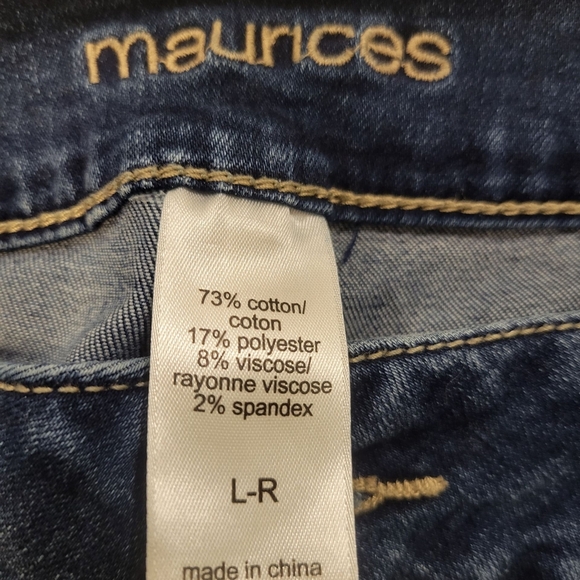 maurices
73% cotton/
coton
17% polyester
8% viscose/
rayonne viscose
2% spandex
L-R
made in china